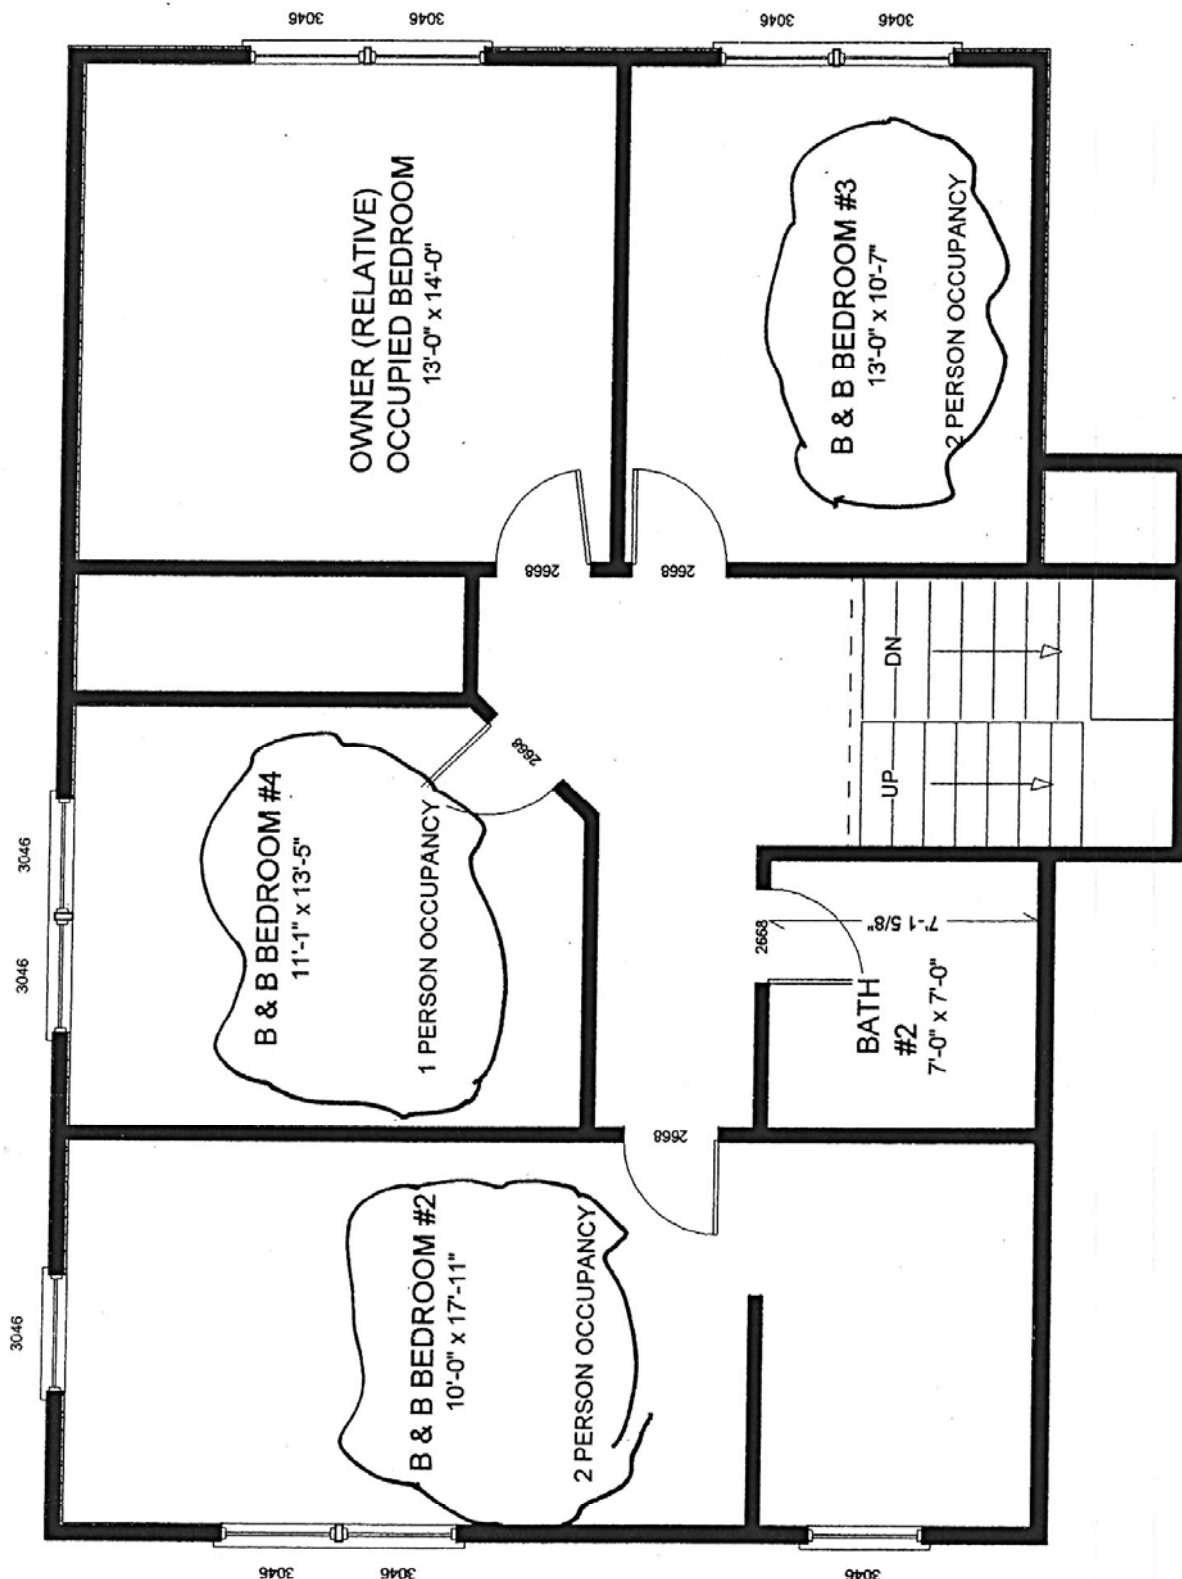 3046
3046
3046
3046
OWNER (RELATIVE)
OCCUPIED BEDROOM
13'-0" x 14'-0"
B & B BEDROOM #3
13'-0" x 10'-7"
2 PERSON OCCUPANCY
2668
2668
DN
UP
2668
3046
3046
B & B BEDROOM #4
11'-1" x 13'-5"
1 PERSON OCCUPANCY
2668
7'-1 5/8"
BATH
#2
7'-0" x 7'-0"
2668
3046
B & B BEDROOM #2
10'-0" x 17'-11"
2 PERSON OCCUPANCY
3046
3046
3046